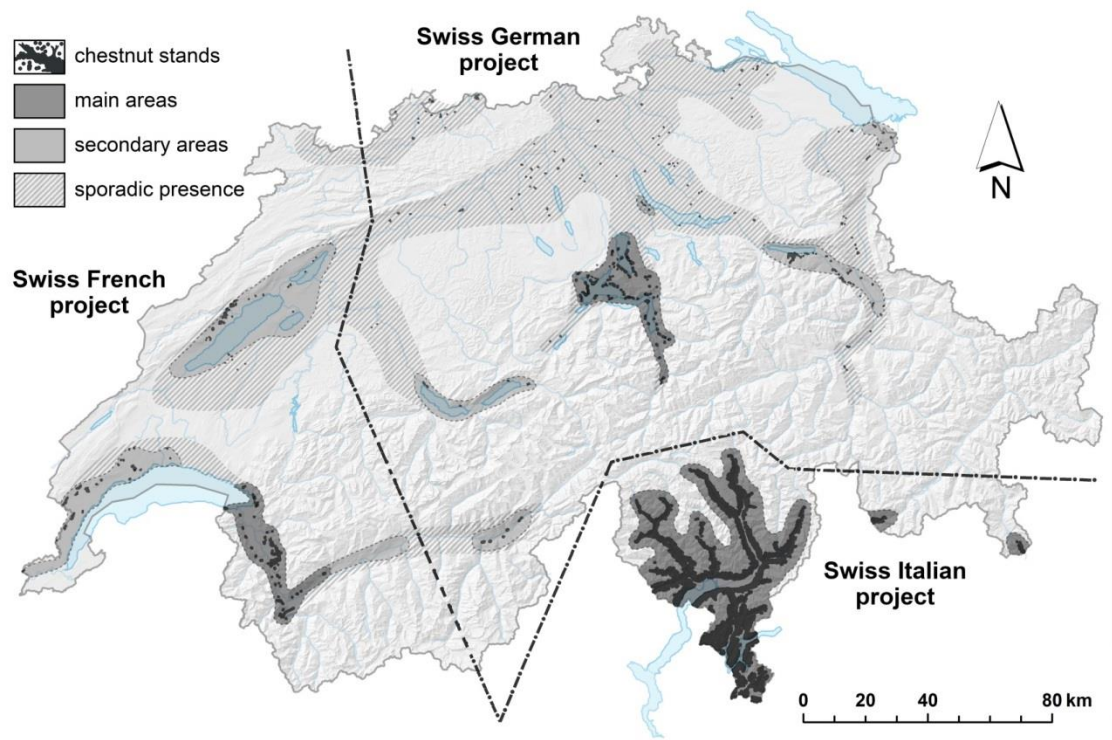 chestnut stands
main areas
secondary areas
sporadic presence
Swiss German
project
N
Swiss French
project
Swiss Italian
project
0 20 40 80 km